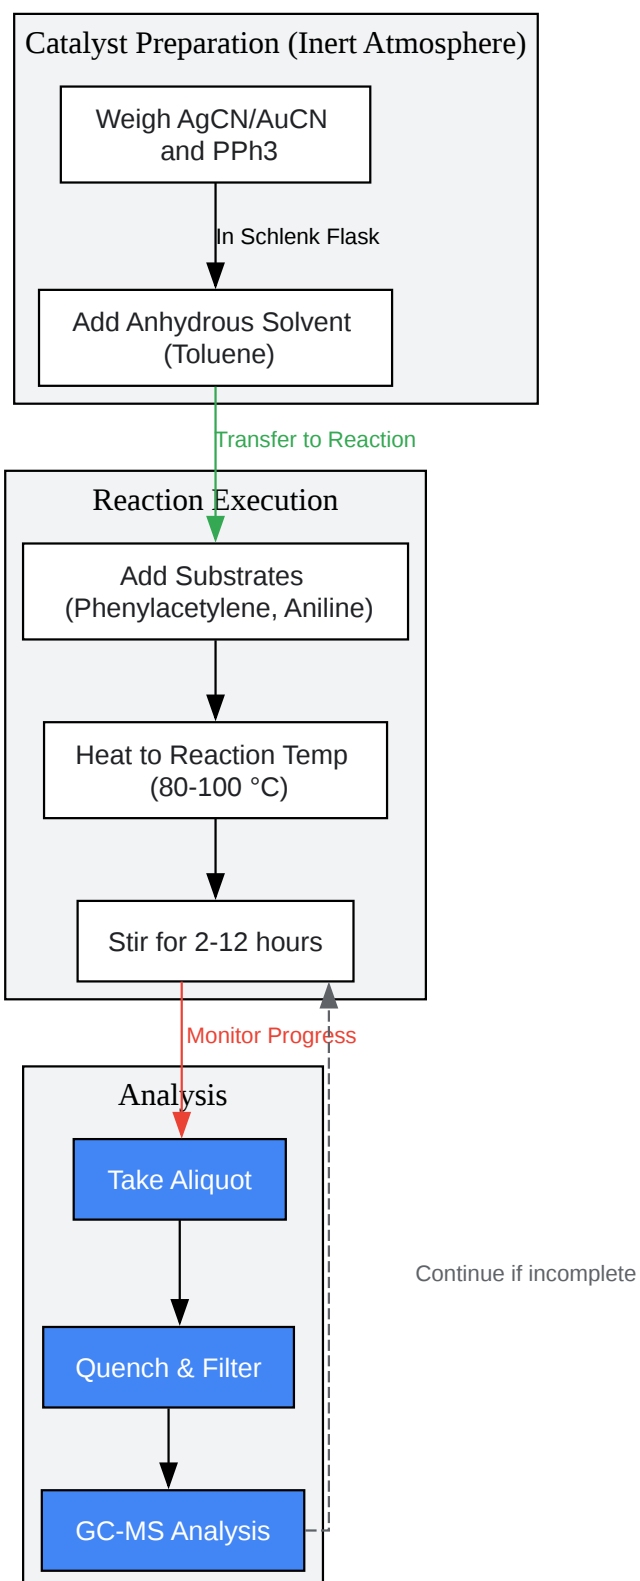 Catalyst Preparation (Inert Atmosphere)
Weigh AgCN/AuCN
and PPh3
In Schlenk Flask
Add Anhydrous Solvent
(Toluene)
Transfer to Reaction
Reaction Execution
Add Substrates
(Phenylacetylene, Aniline)
Heat to Reaction Temp
(80-100 °C)
Stir for 2-12 hours
Monitor Progress
Analysis
Take Aliquot
Continue if incomplete
Quench & Filter
GC-MS Analysis